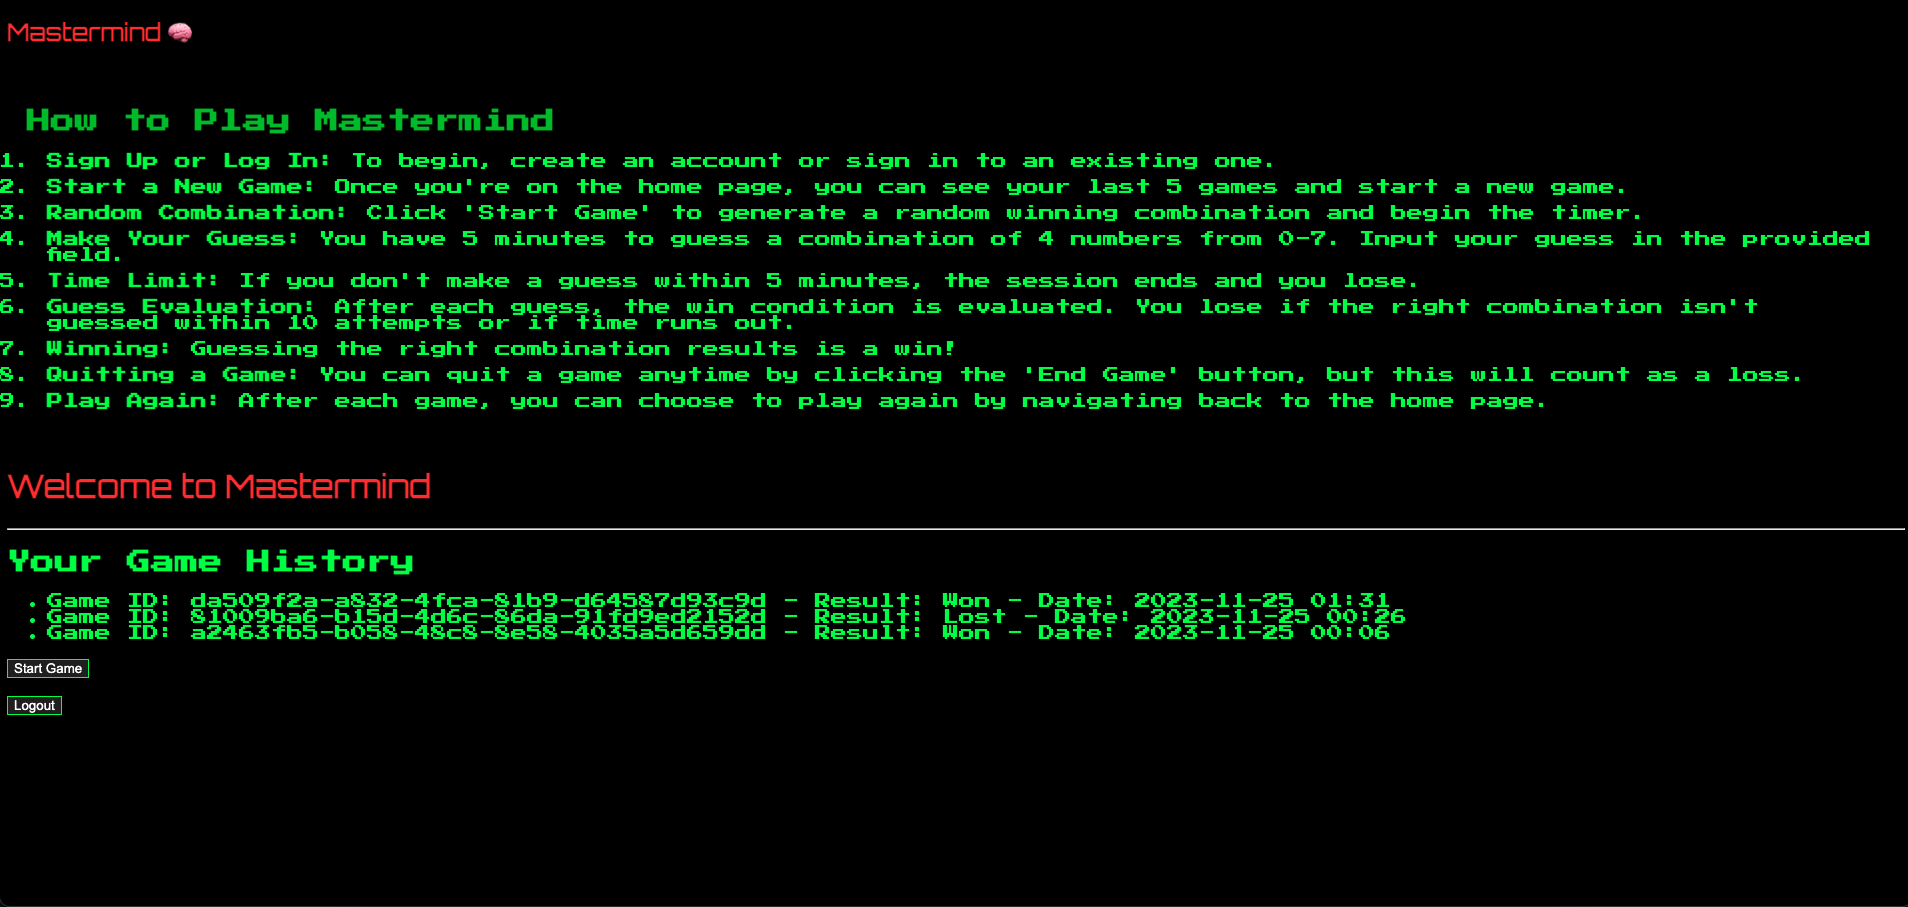 Mastermind 🧠
How to Play Mastermind
1. Sign Up or Log In: To begin, create an account or sign in to an existing one.
2. Start a New Game: Once you're on the home page, you can see your last 5 games and start a new game.
3. Random Combination: Click 'Start Game' to generate a random winning combination and begin the timer.
4. Make Your Guess: You have 5 minutes to guess a combination of 4 numbers from 0-7. Input your guess in the provided
field.
5. Time Limit: If you don't make a guess within 5 minutes, the session ends and you lose.
6. Guess Evaluation: After each guess, the win condition is evaluated. You lose if the right combination isn't
guessed within 10 attempts or if time runs out.
7. Winning: Guessing the right combination results is a win!
8. Quitting a Game: You can quit a game anytime by clicking the 'End Game' button, but this will count as a loss.
9. Play Again: After each game, you can choose to play again by navigating back to the home page.
Welcome to Mastermind
Your Game History
• Game ID: da509f2a-a832-4fca-81b9-d64587d93c9d - Result: Won - Date: 2023-11-25 01:31
• Game ID: 81009ba6-b15d-4d6c-86da-91fd9ed2152d - Result: Lost - Date: 2023-11-25 00:26
• Game ID: a2463fb5-b058-48c8-8e58-4035a5d659dd - Result: Won - Date: 2023-11-25 00:06
Start Game
Logout